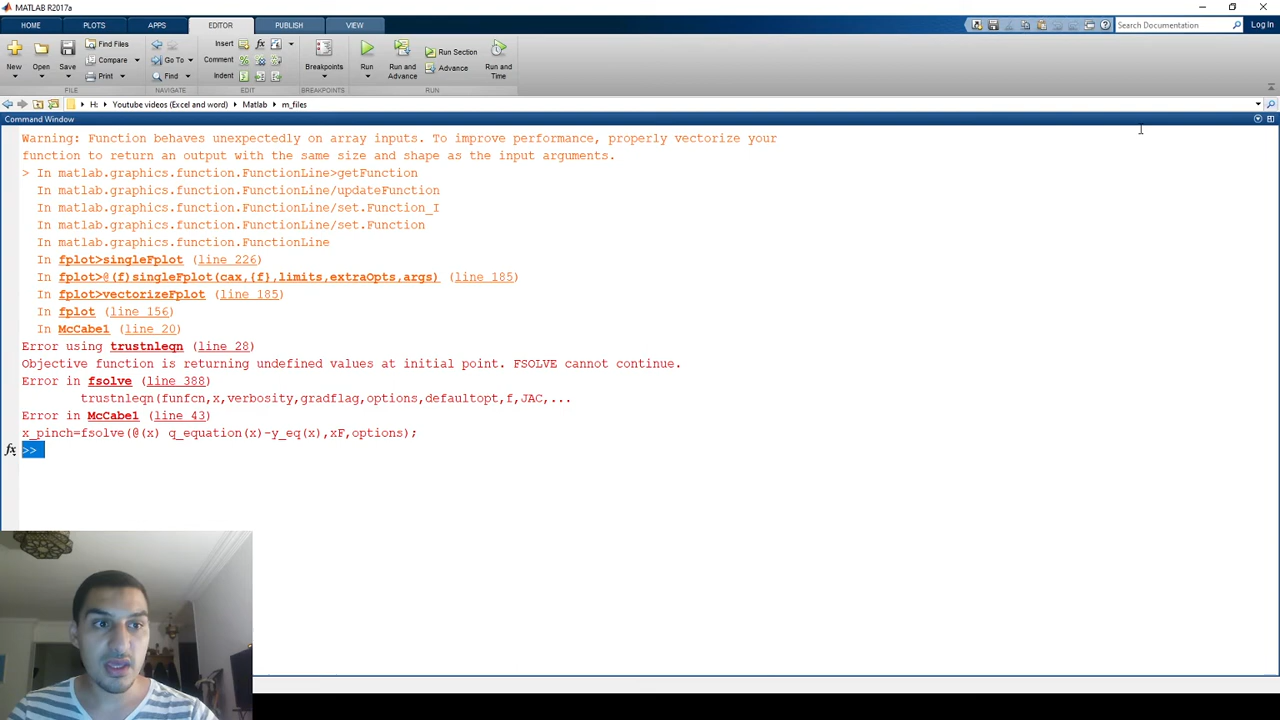 MATLAB R2017a
HOME PLOTS APPS EDITOR PUBLISH VIEW Search Documentation Log In
New Open Save Find Files Compare Print Go To Find Insert fx Comment Indent Breakpoints Run Run and Advance Run Section Advance Run and Time
FILE NAVIGATE EDIT BREAKPOINTS RUN
H: Youtube videos (Excel and word) Matlab m_files
Command Window
Warning: Function behaves unexpectedly on array inputs. To improve performance, properly vectorize your
function to return an output with the same size and shape as the input arguments.
> In matlab.graphics.function.FunctionLine>getFunction
In matlab.graphics.function.FunctionLine/updateFunction
In matlab.graphics.function.FunctionLine/set.Function_I
In matlab.graphics.function.FunctionLine/set.Function
In matlab.graphics.function.FunctionLine
In fplot>singleFplot (line 226)
In fplot>@(f)singleFplot(cax,{f},limits,extraOpts,args) (line 185)
In fplot>vectorizeFplot (line 185)
In fplot (line 156)
In McCabe1 (line 20)
Error using trustnleqn (line 28)
Objective function is returning undefined values at initial point. FSOLVE cannot continue.
Error in fsolve (line 388)
trustnleqn(funfcn,x,verbosity,gradflag,options,defaultopt,f,JAC,...
Error in McCabe1 (line 43)
x_pinch=fsolve(@(x) q_equation(x)-y_eq(x),xF,options);
fx >>